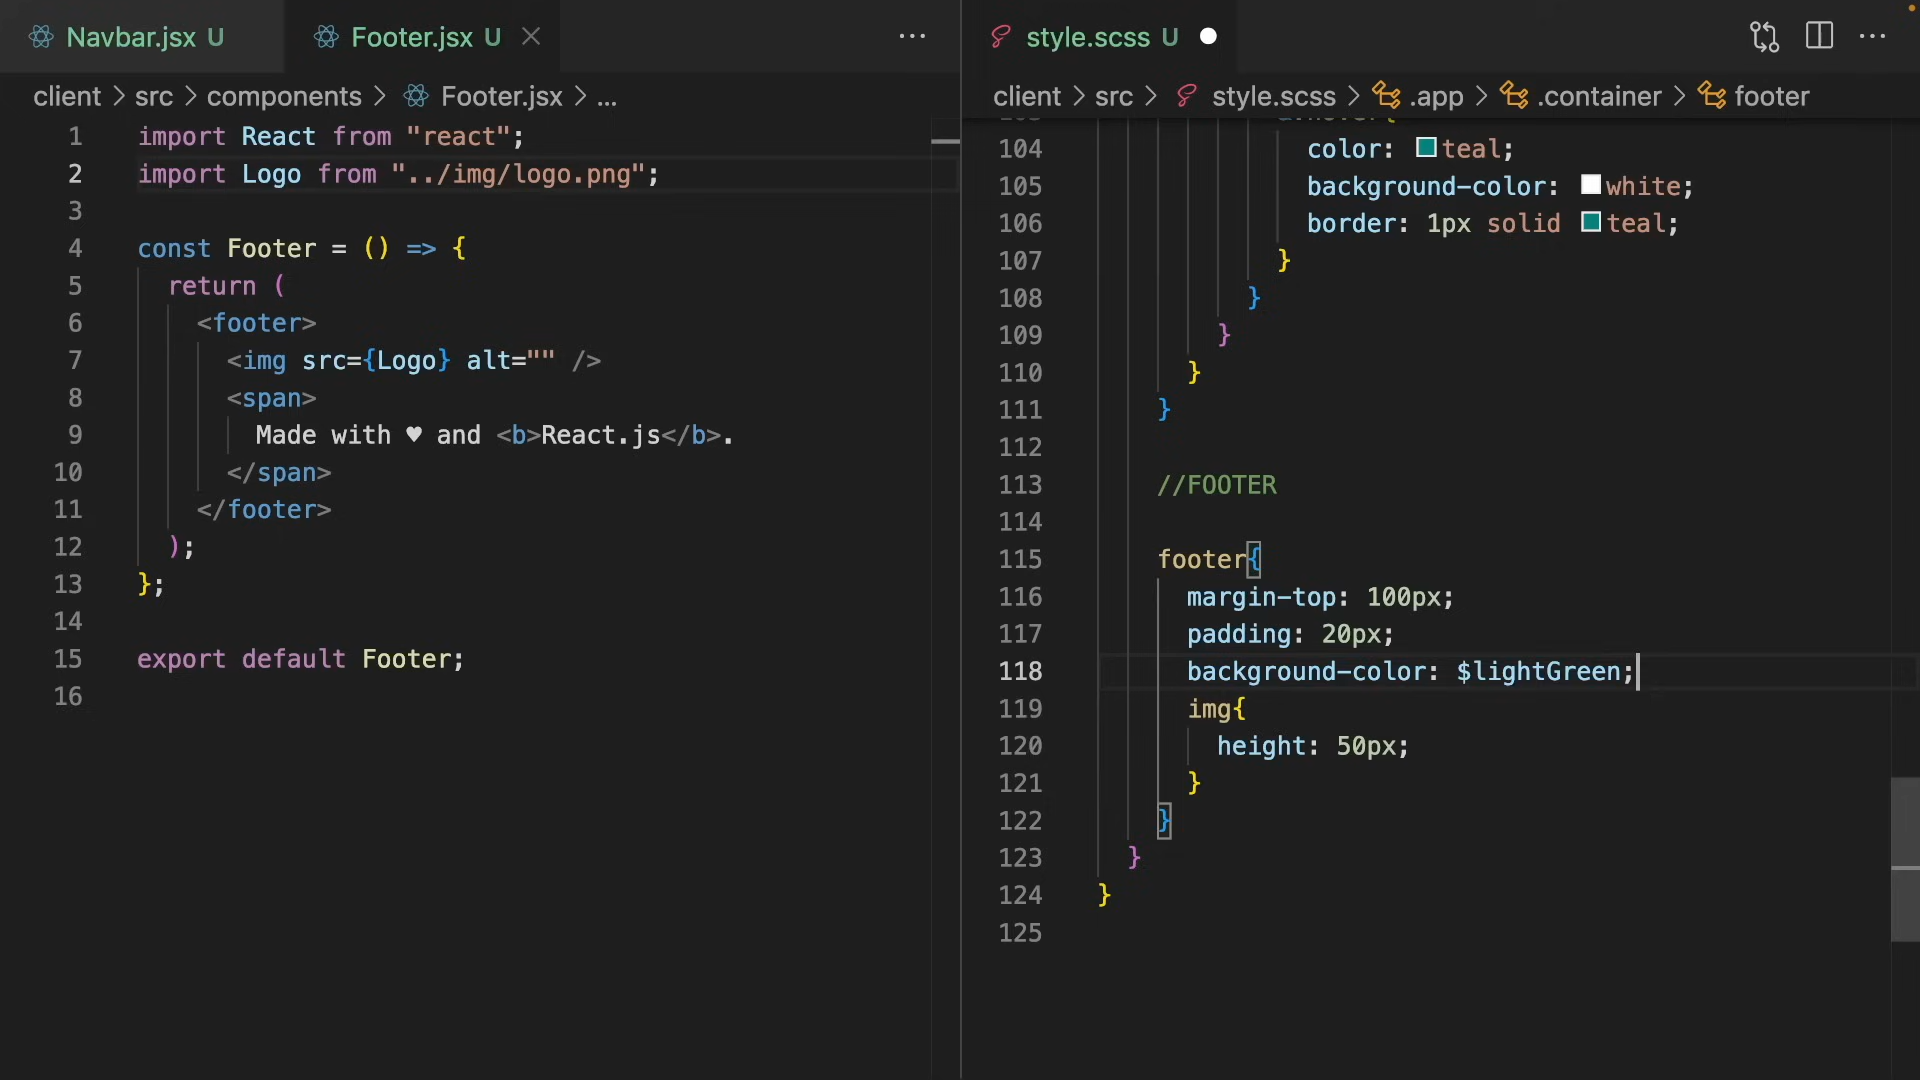 Navbar.jsx U
Footer.jsx U
client > src > components > Footer.jsx > ...
1 import React from "react";
2 import Logo from "../img/logo.png";
3
4 const Footer = () => {
5 return (
6 <footer>
7 <img src={Logo} alt="" />
8 <span>
9 Made with ♥ and <b>React.js</b>.
10 </span>
11 </footer>
12 );
13 };
14
15 export default Footer;
16
style.scss U
client > src > style.scss > .app > .container > footer
104 color: teal;
105 background-color: white;
106 border: 1px solid teal;
107 }
108 }
109 }
110 }
111 }
112
113 //FOOTER
114
115 footer{
116 margin-top: 100px;
117 padding: 20px;
118 background-color: $lightGreen;
119 img{
120 height: 50px;
121 }
122 }
123 }
124 }
125